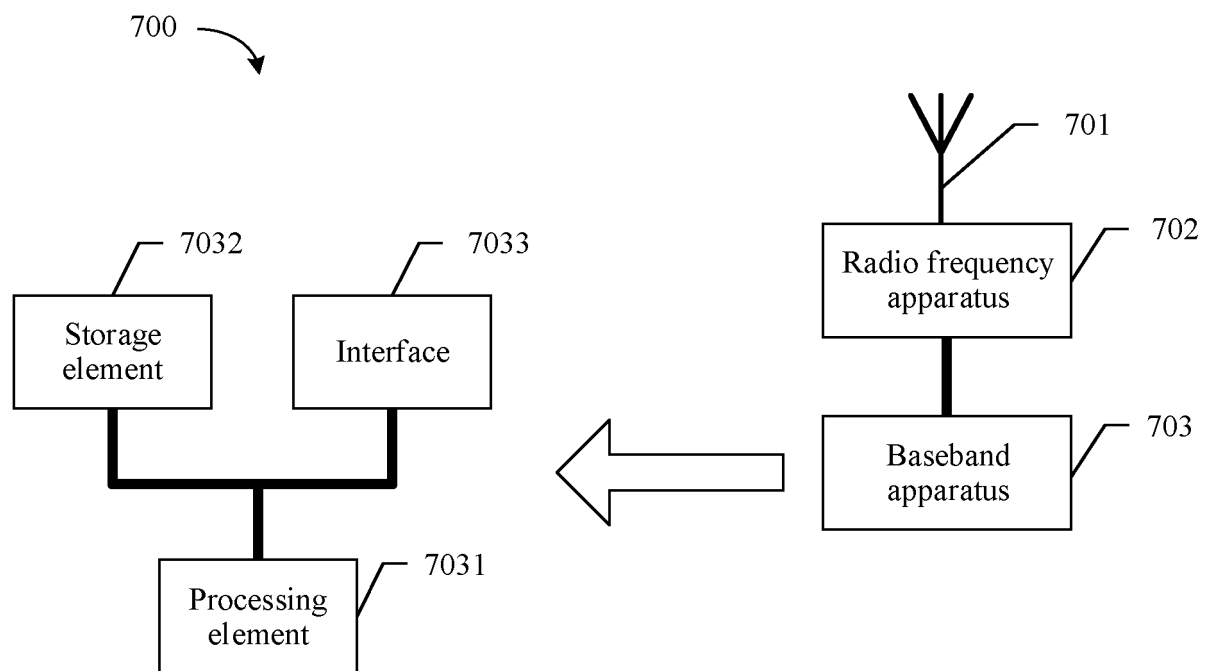 700
701
702
Radio frequency
apparatus
7032
7033
Storage
element
Interface
703
Baseband
apparatus
7031
Processing
element